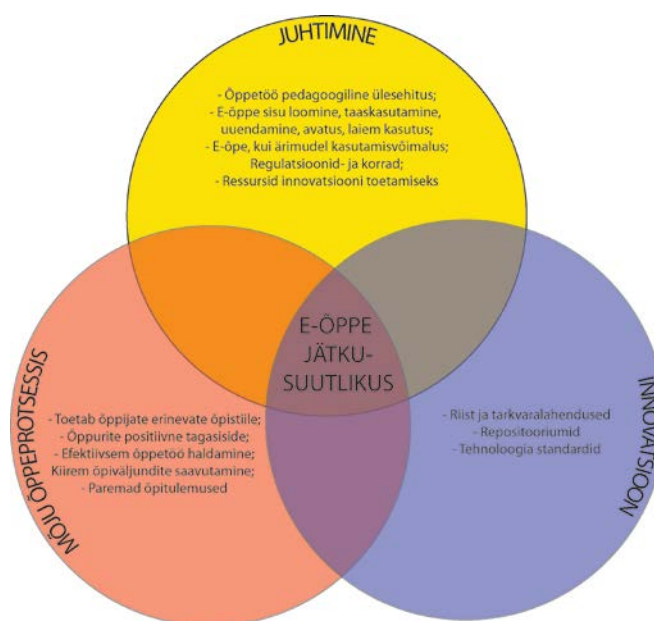 JUHTIMINE
- Õppetöö pedagoogiline ülesehitus;
- E-õppe sisu loomine, taaskasutamine,
uuendamine, avatus, laiem kasutus;
- E-õpe, kui ärimudel kasutamisvõimalus;
Regulatsioonid- ja korrad;
- Ressursid innovatsiooni toetamiseks
E-ÕPPE
JÄTKU-
SUUTLIKUS
MÕJU ÕPPEPROTSESSIS
- Toetab õppijate erinevate õpistiile;
- Õppurite positiivne tagasiside;
- Efektiivsem õppetöö haldamine;
Kiirem õpiväljundite saavutamine;
- Paremad õpitulemused
INNOVATSIOON
- Riist ja tarkvaralahendused
- Repositooriumid
- Tehnoloogia standardid